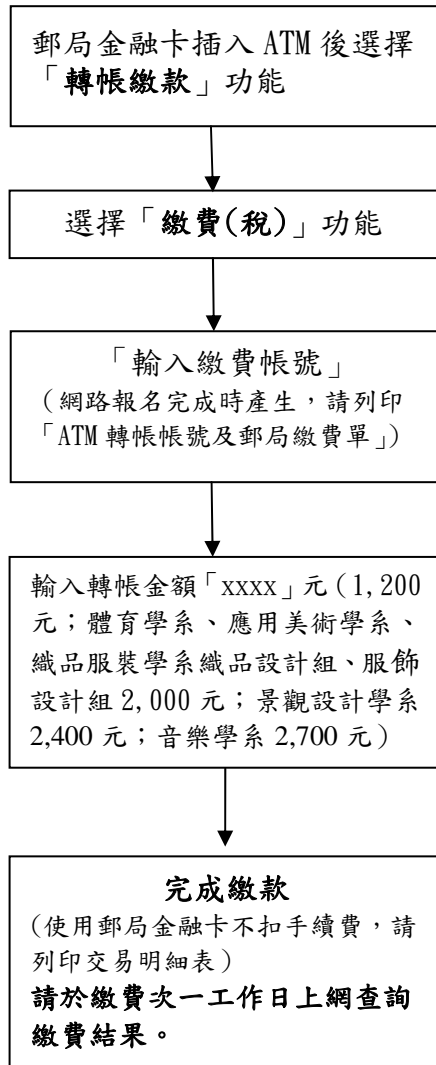 郵局金融卡插入 ATM 後選擇
「轉帳繳款」功能
選擇「繳費(稅)」功能
「輸入繳費帳號」
(網路報名完成時產生，請列印
「ATM 轉帳帳號及郵局繳費單」)
輸入轉帳金額「xxxx」元(1,200
元；體育學系、應用美術學系、
織品服裝學系織品設計組、服飾
設計組 2,000 元；景觀設計學系
2,400 元；音樂學系 2,700 元)
完成繳款
(使用郵局金融卡不扣手續費，請
列印交易明細表)
請於繳費次一工作日上網查詢
繳費結果。